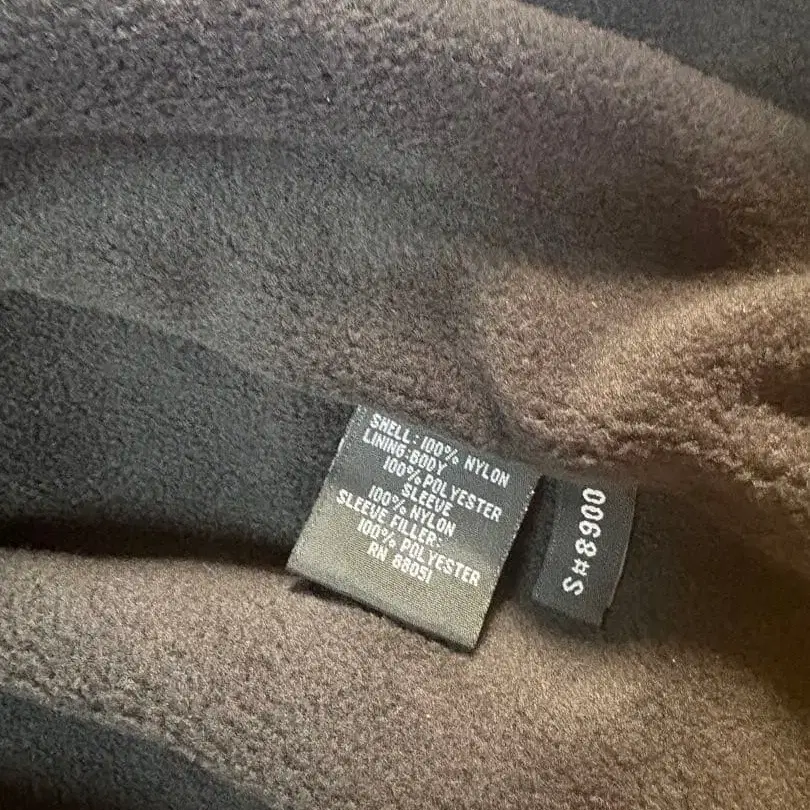 SHELL: 100% NYLON
LINING:BODY
100% POLYESTER
SLEEVE
100% NYLON
SLEEVE FILLER:
100% POLYESTER
RN 68051
S#8900